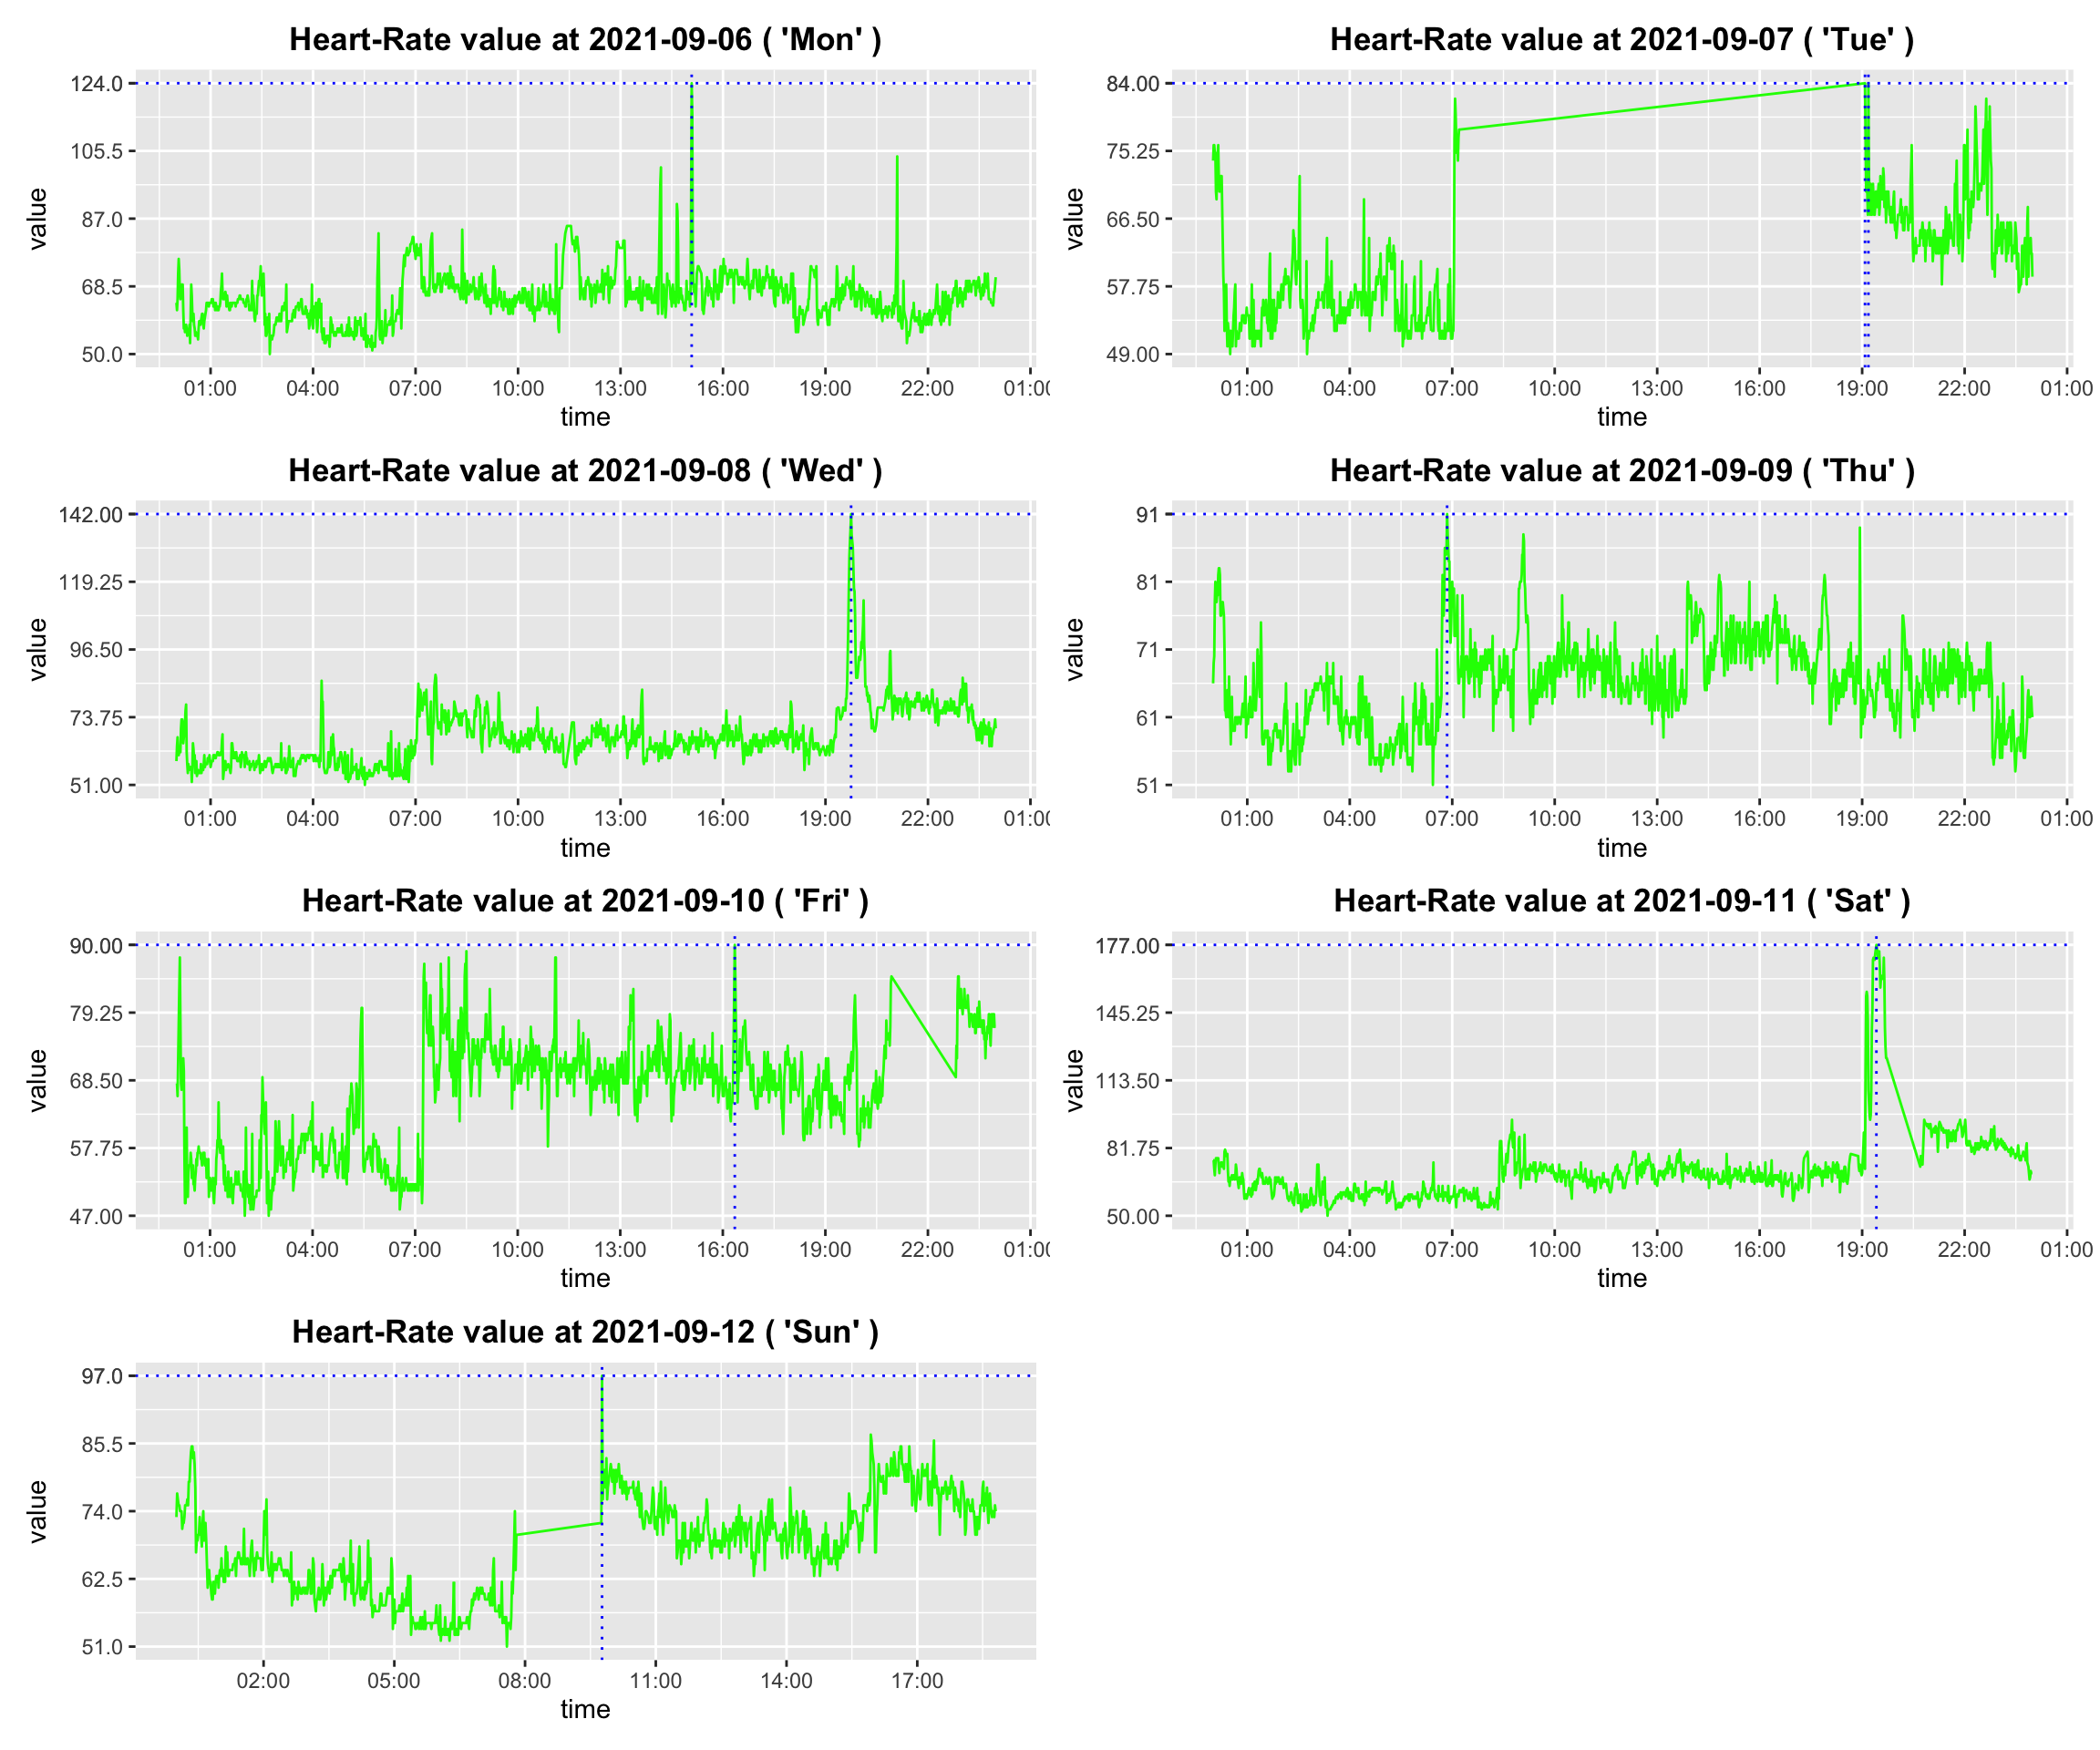 Heart-Rate value at 2021-09-06 ( 'Mon' )
value
124.0
105.5
87.0
68.5
50.0
01:00 04:00 07:00 10:00 13:00 16:00 19:00 22:00 01:00
time
Heart-Rate value at 2021-09-07 ( 'Tue' )
value
84.00
75.25
66.50
57.75
49.00
01:00 04:00 07:00 10:00 13:00 16:00 19:00 22:00 01:00
time
Heart-Rate value at 2021-09-08 ( 'Wed' )
value
142.00
119.25
96.50
73.75
51.00
01:00 04:00 07:00 10:00 13:00 16:00 19:00 22:00 01:00
time
Heart-Rate value at 2021-09-09 ( 'Thu' )
value
91
81
71
61
51
01:00 04:00 07:00 10:00 13:00 16:00 19:00 22:00 01:00
time
Heart-Rate value at 2021-09-10 ( 'Fri' )
value
90.00
79.25
68.50
57.75
47.00
01:00 04:00 07:00 10:00 13:00 16:00 19:00 22:00 01:00
time
Heart-Rate value at 2021-09-11 ( 'Sat' )
value
177.00
145.25
113.50
81.75
50.00
01:00 04:00 07:00 10:00 13:00 16:00 19:00 22:00 01:00
time
Heart-Rate value at 2021-09-12 ( 'Sun' )
value
97.0
85.5
74.0
62.5
51.0
02:00 05:00 08:00 11:00 14:00 17:00
time